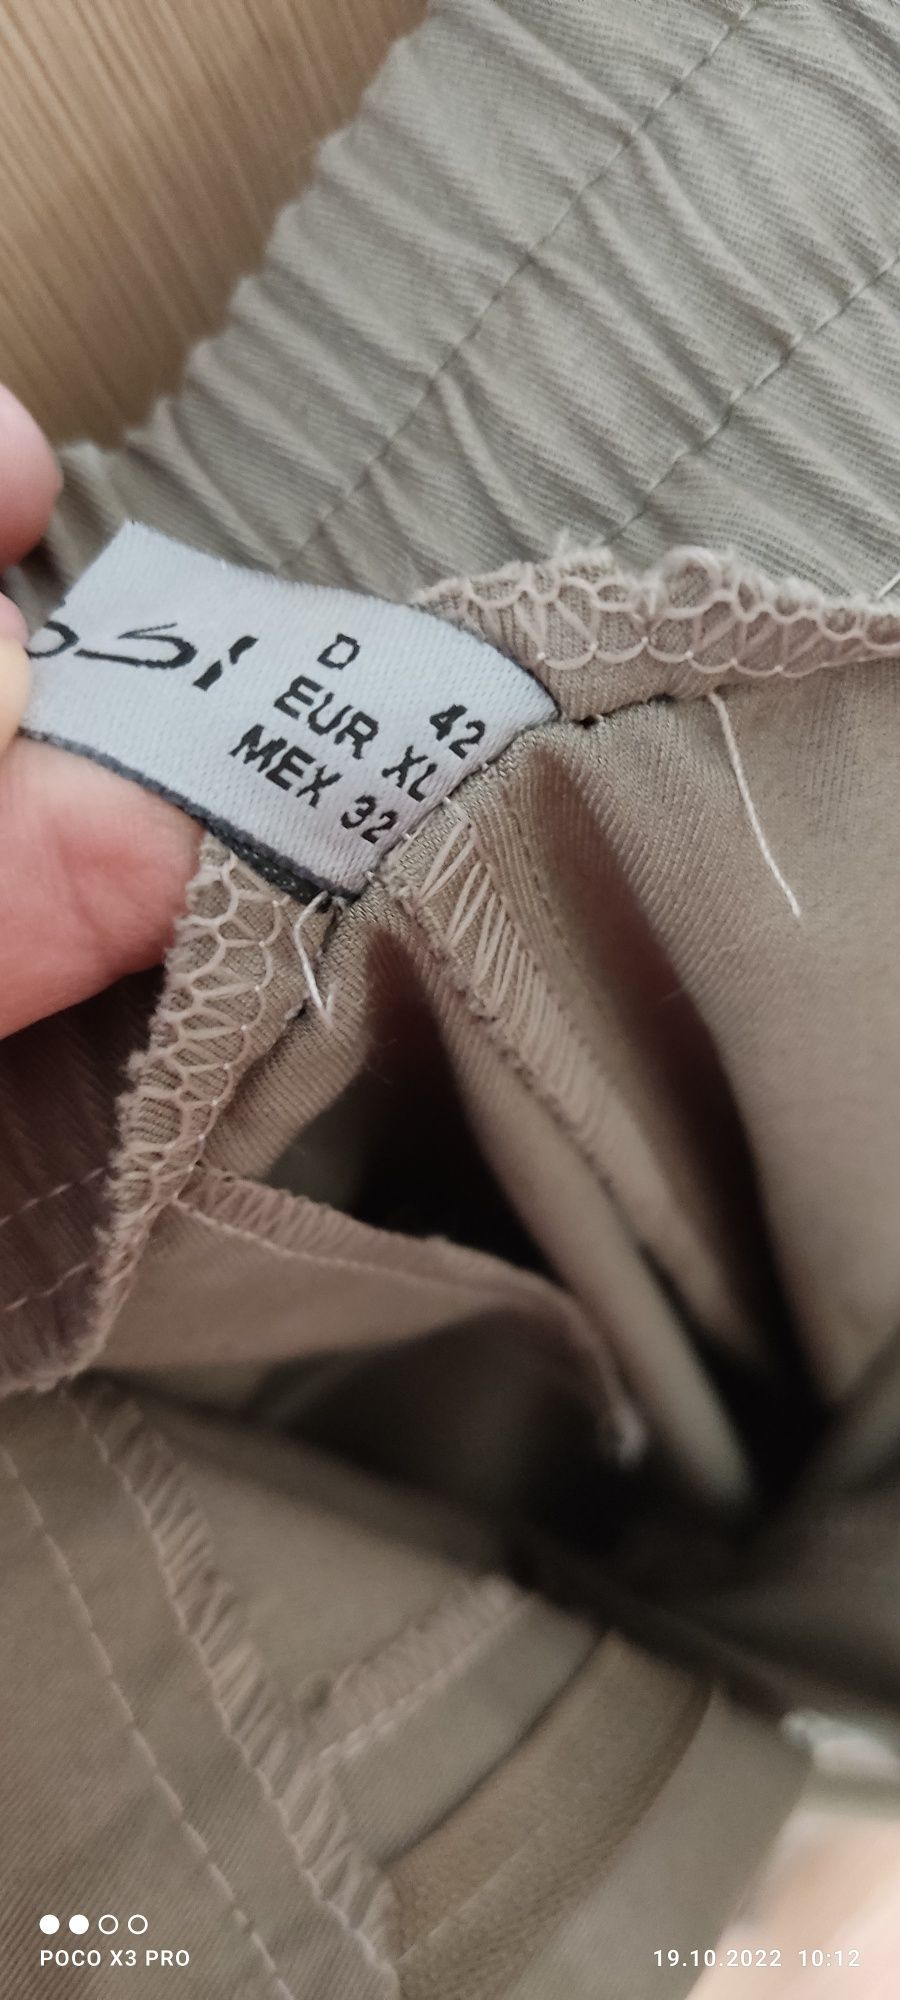 D 42
EUR XL
MEX 32
POCO X3 PRO
19.10.2022 10:12